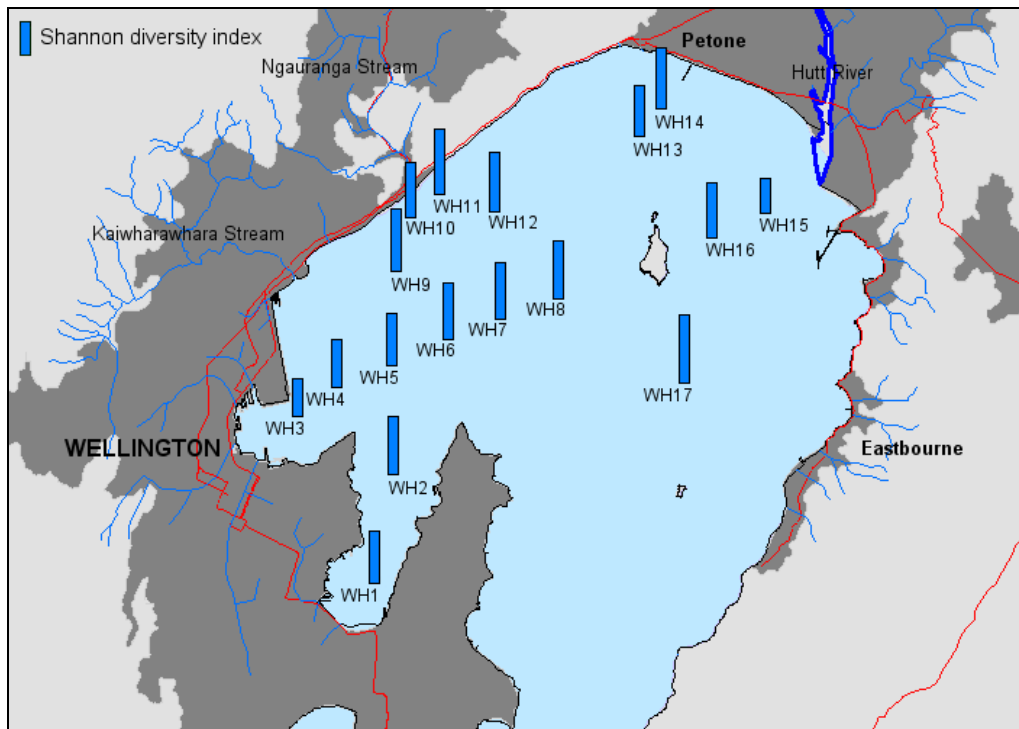 Shannon diversity index
Petone
Ngauranga Stream
Hutt River
WH14
WH13
WH11
WH12
WH10
WH15
Kaiwharawhara Stream
WH16
WH9
WH8
WH7
WH6
WH5
WH4
WH17
WH3
WELLINGTON
Eastbourne
WH2
WH1